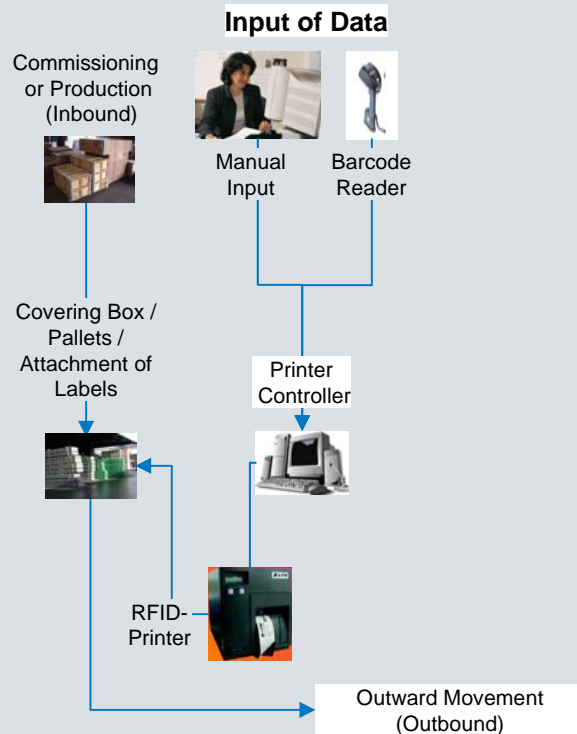 Input of Data
Commissioning
or Production
(Inbound)
Manual
Input
Barcode
Reader
Covering Box /
Pallets /
Attachment of
Labels
Printer
Controller
RFID-
Printer
Outward Movement
(Outbound)